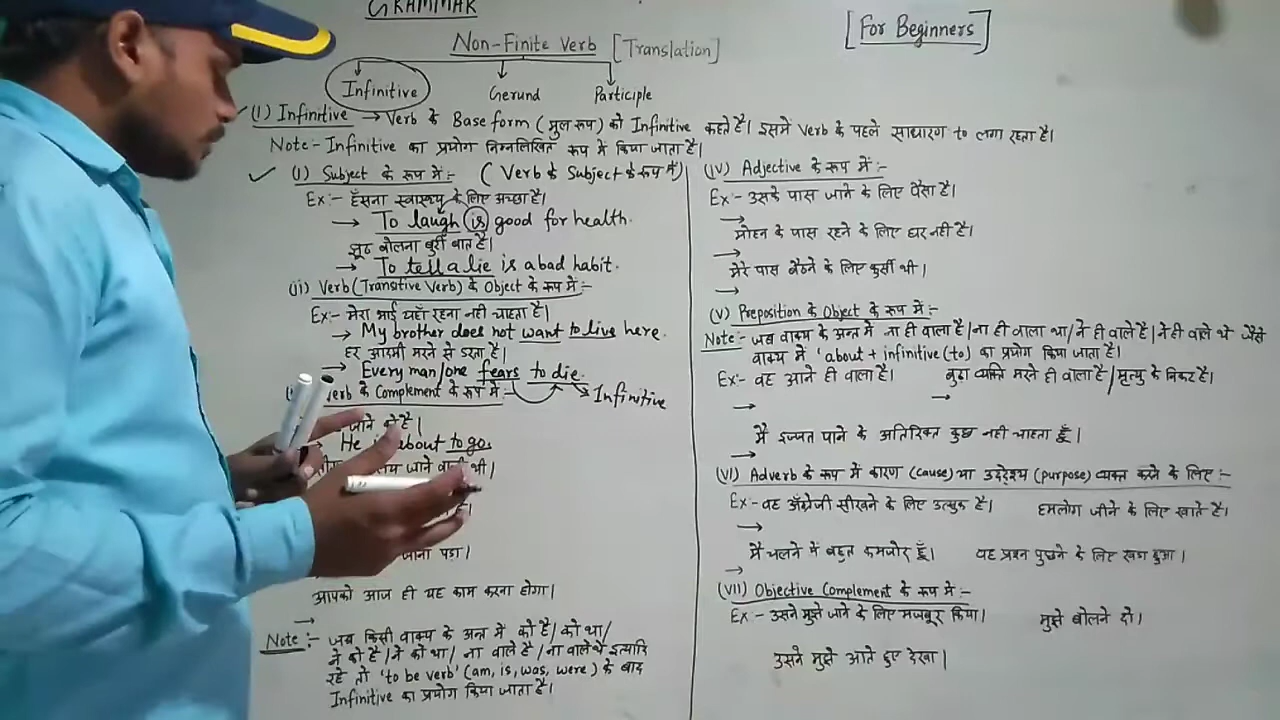 GRAMMAR
Non-Finite Verb [Translation]
[For Beginners]
Infinitive Gerund Participle
(1) Infinitive → Verb के Base form (मुल रूप) को Infinitive कहते है। इसमें Verb के पहले साधारण to लगा रहता है।
Note:- Infinitive का प्रयोग निम्नलिखित रूप में किया जाता है।
(i) Subject के रूप में:- (Verb के Subject के रूप में)
Ex:- हँसना स्वास्थ्य के लिए अच्छा है।
→ To laugh is good for health.
झूठ बोलना बुरी बात है।
→ To tell a lie is a bad habit.
(ii) Verb (Transitive Verb) के Object के रूप में:-
Ex:- मेरा भाई यहाँ रहना नही चाहता है।
→ My brother does not want to live here.
हर आदमी मरने से डरता है।
→ Every man/one fears to die.
Infinitive
Verb के Complement के रूप में:-
जाने को है।
→ He is about to go.
जाने वाली थी।
जाना पड़ा।
आपको आज ही यह काम करना होगा।
→
Note:- जब किसी वाक्य के अन्त में को है/को था/
ने को है/ने को था/ना वाले है/ना वाले थे इत्यादि
रहे तो 'to be verb' (am, is, was, were) के बाद
Infinitive का प्रयोग किया जाता है।
(iv) Adjective के रूप में:-
Ex:- उसके पास जाने के लिए पैसा है।
→
मोहन के पास रहने के लिए घर नही है।
→
मेरे पास बैठने के लिए कुर्सी थी।
→
(v) Preposition के Object के रूप में:-
Note:- जब वाक्य के अन्त में ना ही वाला है/ना ही वाला था/ने ही वाले है/ने ही वाले थे जैसे
वाक्य में 'about + infinitive (to) का प्रयोग किया जाता है।
Ex:- वह आने ही वाला है। बुढा व्यक्ति मरने ही वाला है/मृत्यु के निकट है।
→ →
मैं इज्जत पाने के अतिरिक्त कुछ नही चाहता हूँ।
→
(VI) Adverb के रूप में कारण (cause) या उद्देश्य (purpose) व्यक्त करने के लिए:-
Ex:- वह अँग्रेजी सीखने के लिए उत्सुक है। हमलोग जीने के लिए खाते है।
→
मैं चलने में बहुत कमजोर हूँ। वह प्रश्न पुछने के लिए खड़ा हुआ।
→
(VII) Objective Complement के रूप में:-
Ex - उसने मुझे जाने के लिए मजबूर किया। मुझे बोलने दो।
उसने मुझे आते हुए देखा।